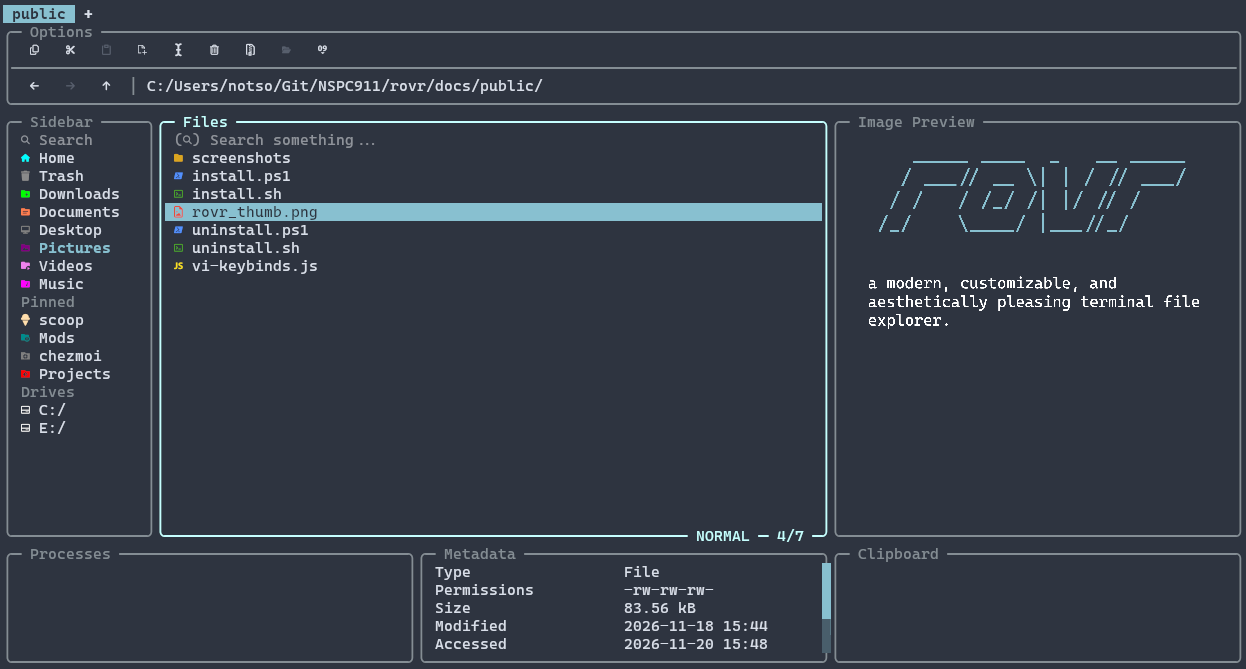 public +
Options
C:/Users/notso/Git/NSPC911/rovr/docs/public/
Sidebar
Search
Home
Trash
Downloads
Documents
Desktop
Pictures
Videos
Music
Pinned
scoop
Mods
chezmoi
Projects
Drives
C:/
E:/
Files
Search something...
screenshots
install.ps1
install.sh
rovr_thumb.png
uninstall.ps1
uninstall.sh
JS vi-keybinds.js
NORMAL — 4/7
Image Preview
rovr
a modern, customizable, and
aesthetically pleasing terminal file
explorer.
Processes
Metadata
Type File
Permissions -rw-rw-rw-
Size 83.56 kB
Modified 2026-11-18 15:44
Accessed 2026-11-20 15:48
Clipboard